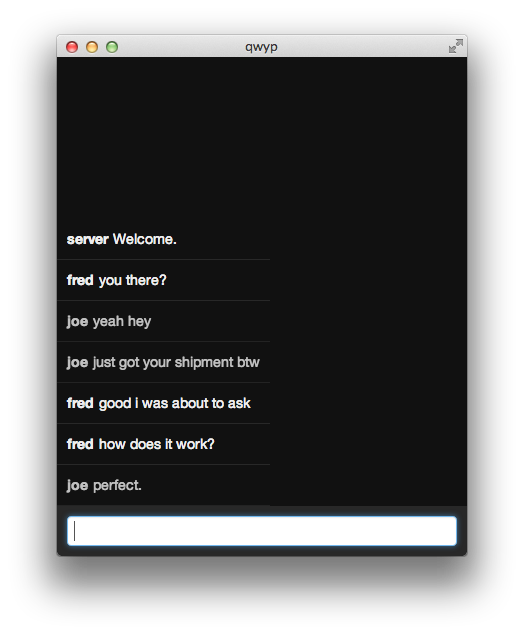 qwyp
server Welcome.
fred you there?
joe yeah hey
joe just got your shipment btw
fred good i was about to ask
fred how does it work?
joe perfect.